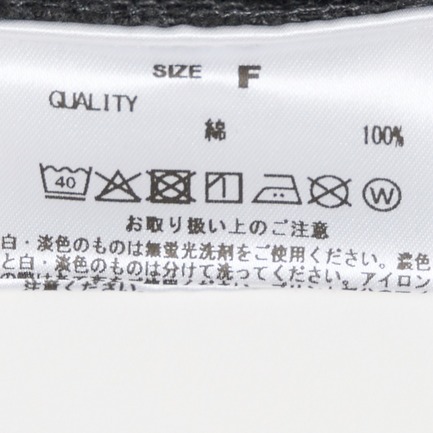 SIZE F
QUALITY
綿 100%
40 W
お取り扱い上のご注意
白・淡色のものは無蛍光洗剤をご使用ください。濃色
と白・淡色のものは分けて洗ってください。アイロン